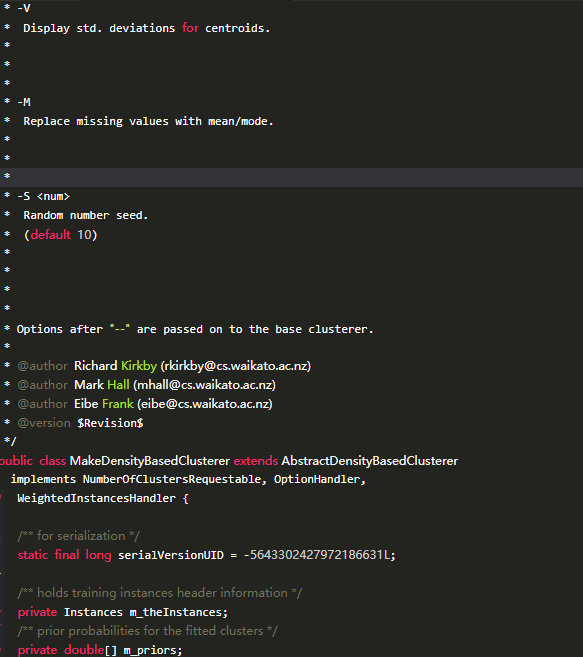 * -V
* Display std. deviations for centroids.
*
*
*
* -M
* Replace missing values with mean/mode.
*
*
*
* -S <num>
* Random number seed.
* (default 10)
*
*
*
*
* Options after "--" are passed on to the base clusterer.
*
* @author Richard Kirkby (rkirkby@cs.waikato.ac.nz)
* @author Mark Hall (mhall@cs.waikato.ac.nz)
* @author Eibe Frank (eibe@cs.waikato.ac.nz)
* @version $Revision$
*/
public class MakeDensityBasedClusterer extends AbstractDensityBasedClusterer
implements NumberOfClustersRequestable, OptionHandler,
WeightedInstancesHandler {
/** for serialization */
static final long serialVersionUID = -5643302427972186631L;
/** holds training instances header information */
private Instances m_theInstances;
/** prior probabilities for the fitted clusters */
private double[] m_priors;